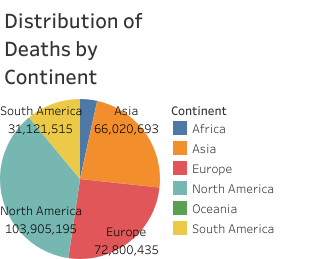 Distribution of
Deaths by
Continent
South America
31,121,515
Asia
66,020,693
North America
103,905,195
Europe
72,800,435
Continent
Africa
Asia
Europe
North America
Oceania
South America